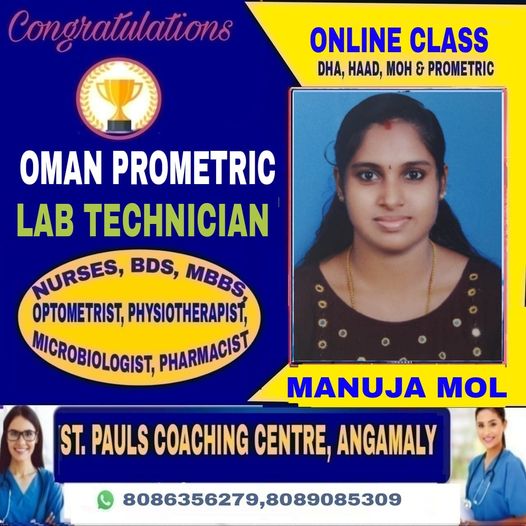 Congratulations
ONLINE CLASS
DHA, HAAD, MOH & PROMETRIC
OMAN PROMETRIC
LAB TECHNICIAN
NURSES, BDS, MBBS,
OPTOMETRIST, PHYSIOTHERAPIST,
MICROBIOLOGIST, PHARMACIST
MANUJA MOL
ST. PAULS COACHING CENTRE, ANGAMALY
8086356279,8089085309